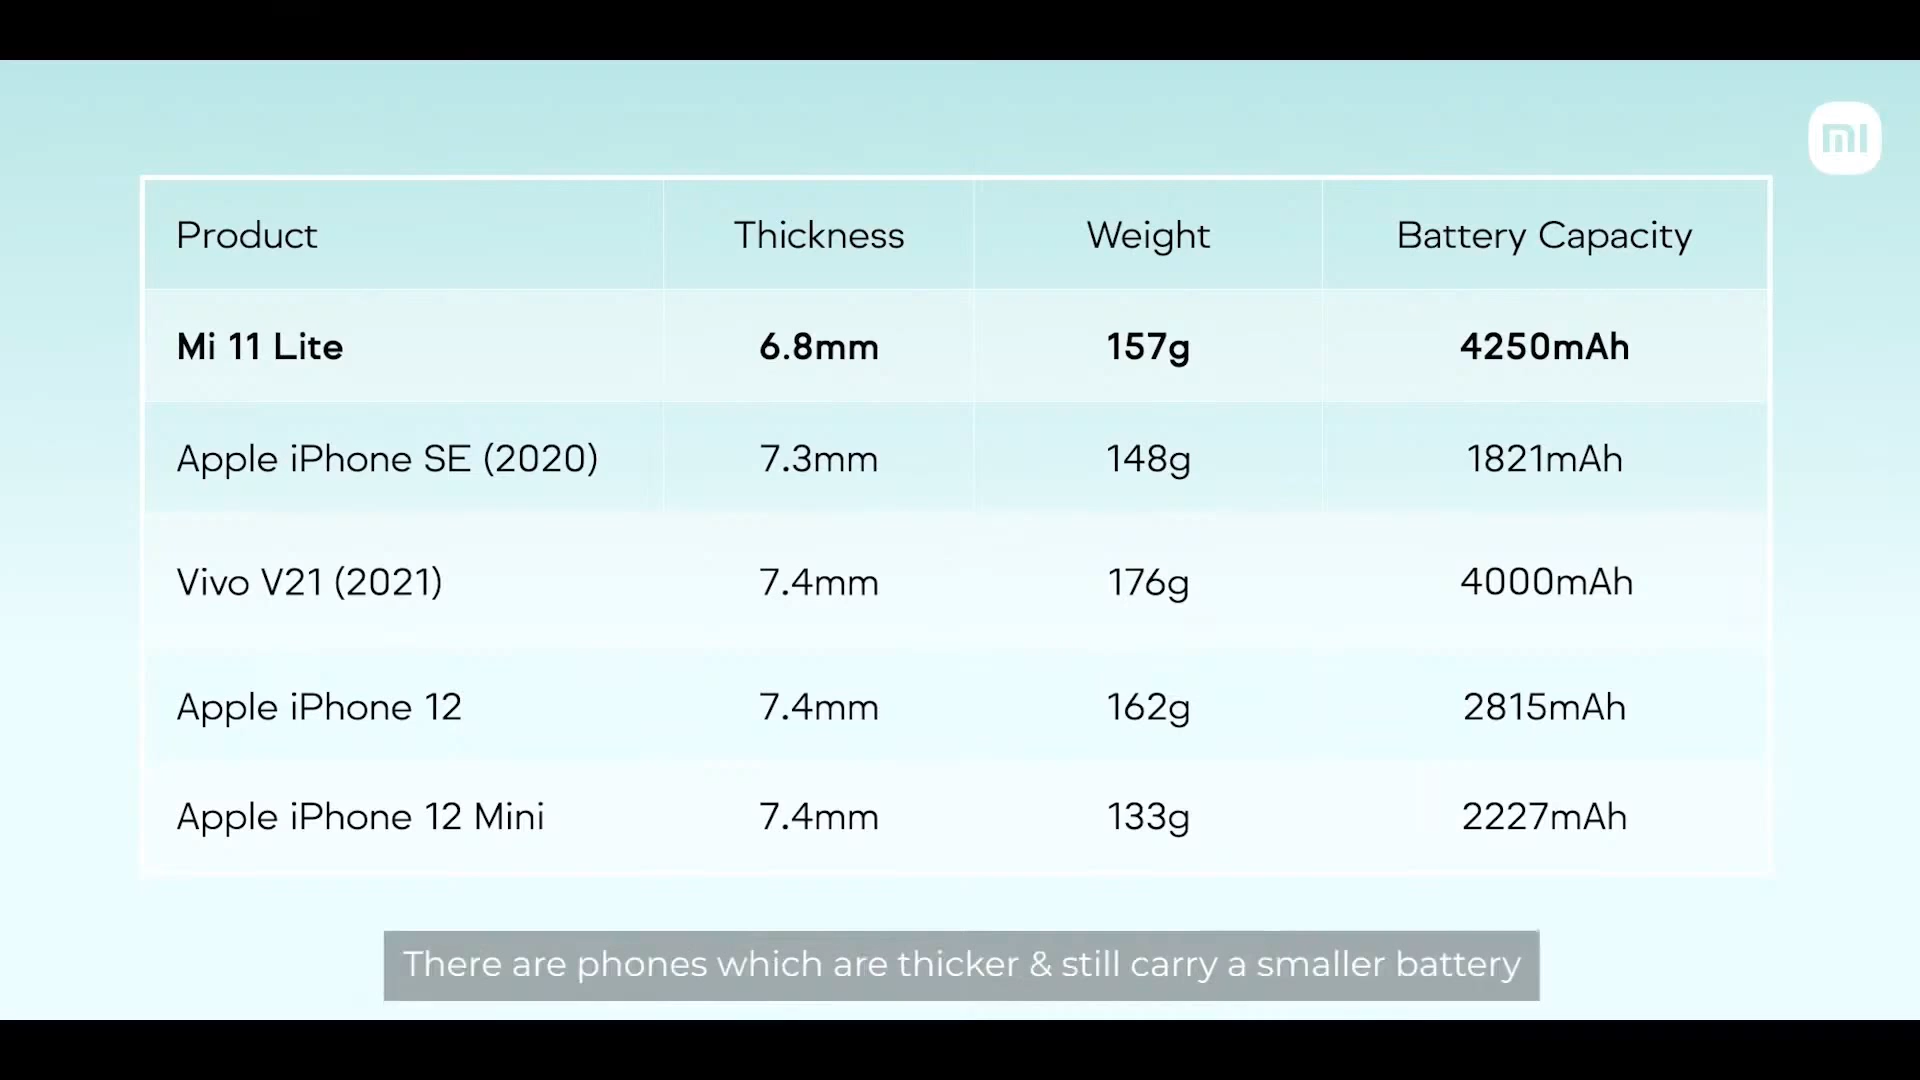 mi
Product Thickness Weight Battery Capacity
Mi 11 Lite 6.8mm 157g 4250mAh
Apple iPhone SE (2020) 7.3mm 148g 1821mAh
Vivo V21 (2021) 7.4mm 176g 4000mAh
Apple iPhone 12 7.4mm 162g 2815mAh
Apple iPhone 12 Mini 7.4mm 133g 2227mAh
There are phones which are thicker & still carry a smaller battery